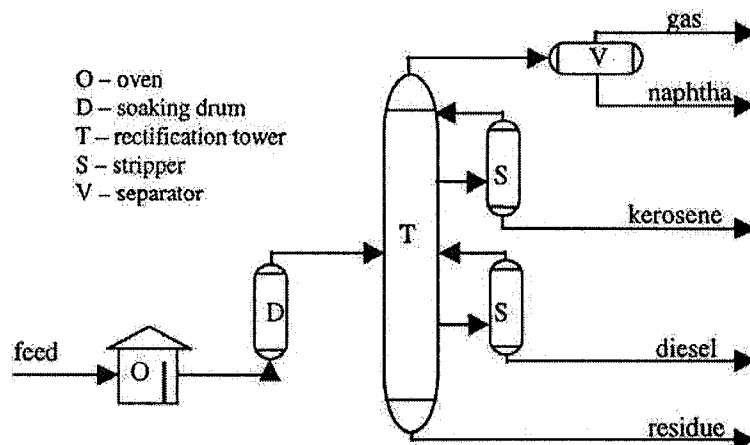 gas
V
naphtha
O – oven
D – soaking drum
T – rectification tower
S – stripper
V – separator
S
kerosene
T
D
S
feed
O
diesel
residue